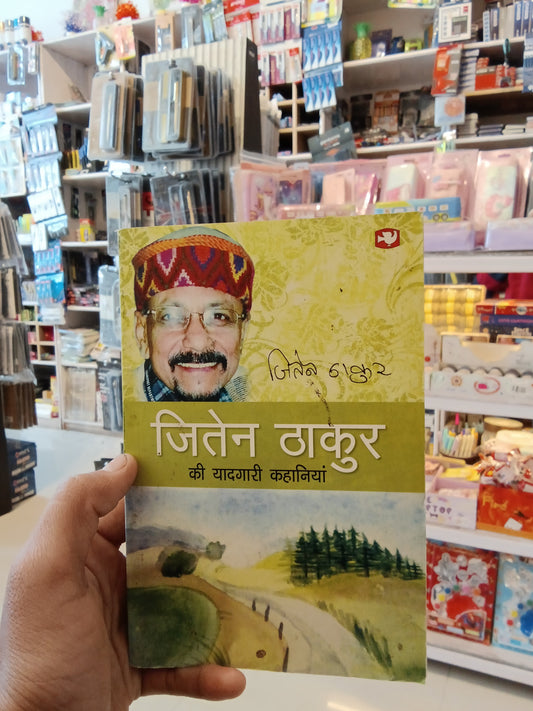 जितेन ठाकुर
जितेन ठाकुर
की यादगारी कहानियां